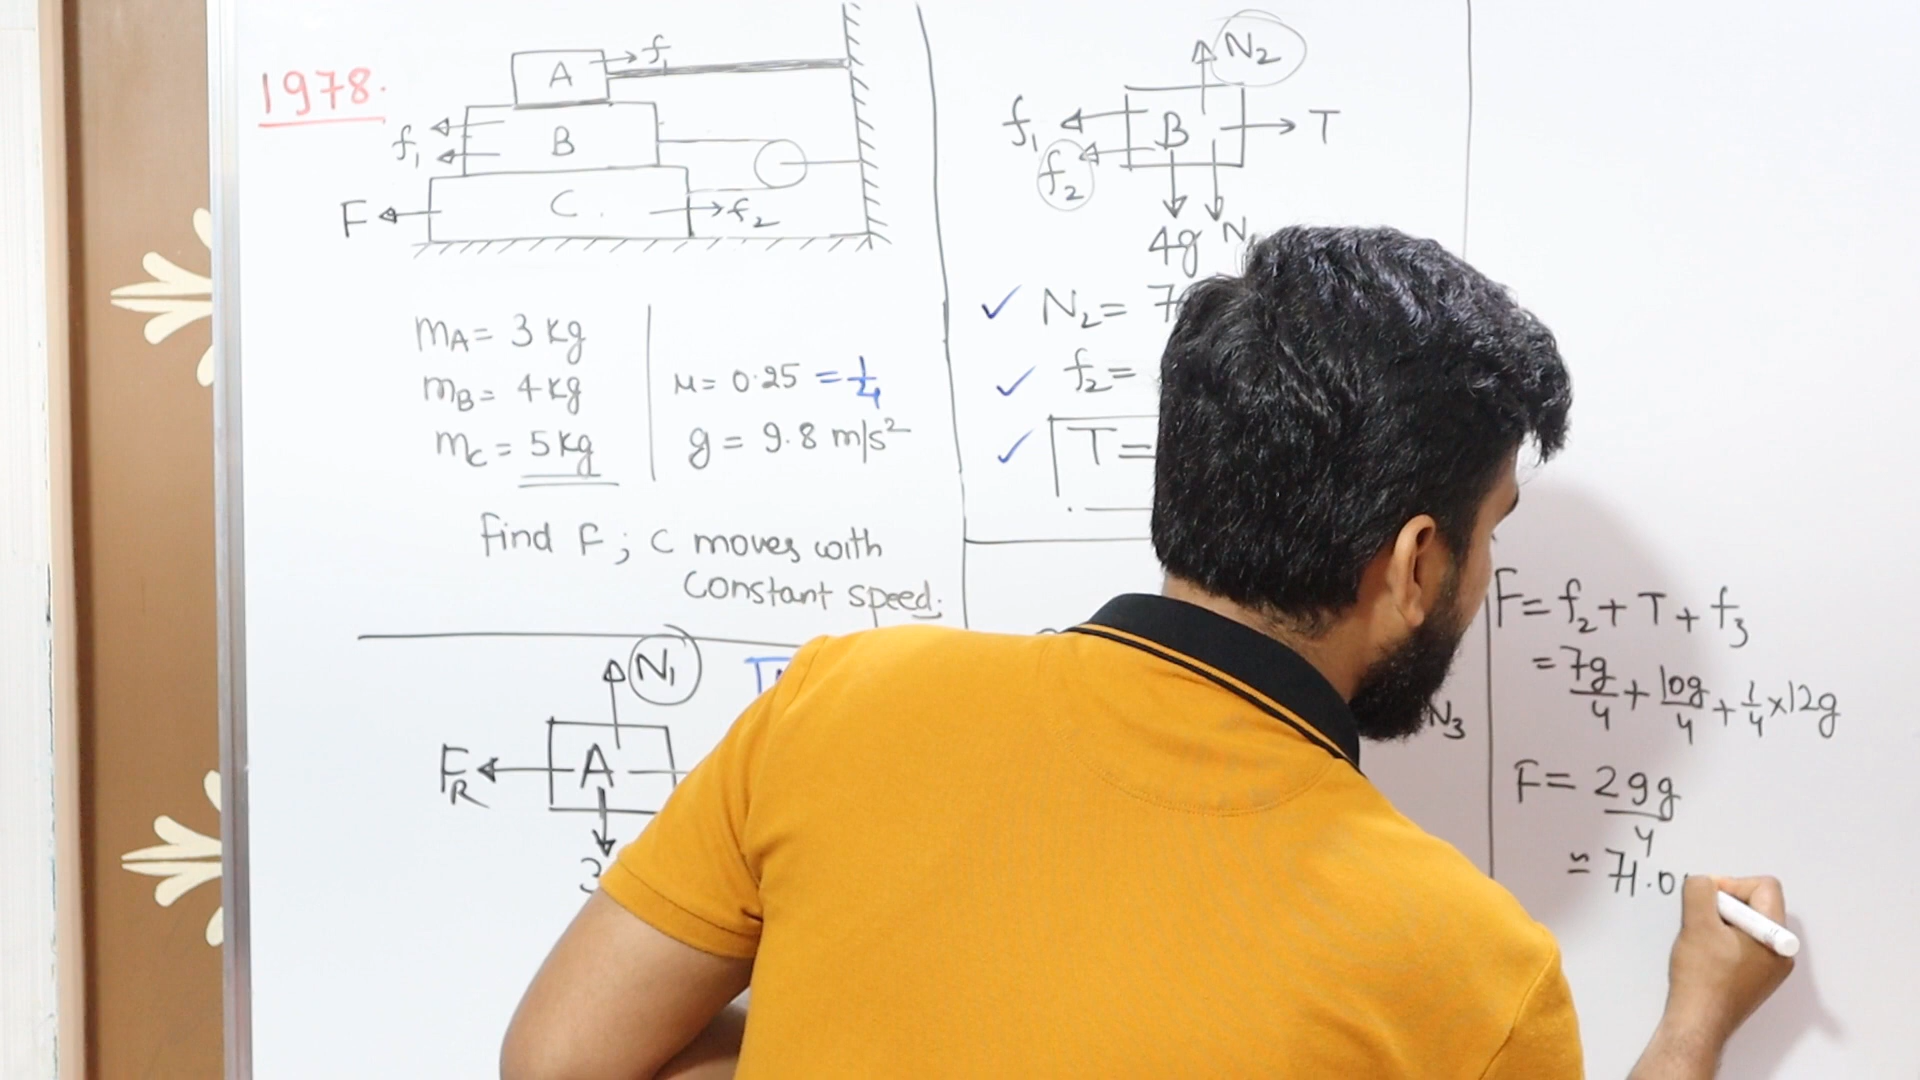 1978.
A
f₁
B
f₁
C.
F
f₂
mA = 3 kg
mB = 4 kg
mC = 5 kg
μ = 0.25 = 1/4
g = 9.8 m/s²
find F; C moves with
constant speed.
N₁
FR
A
3
N₂
f₁
B
T
f₂
4g
N₂ = 7
f₂ =
T =
N₃
F = f₂ + T + f₃
= 7g/4 + 10g/4 + 1/4 × 12g
F = 29g/4
= 71.0